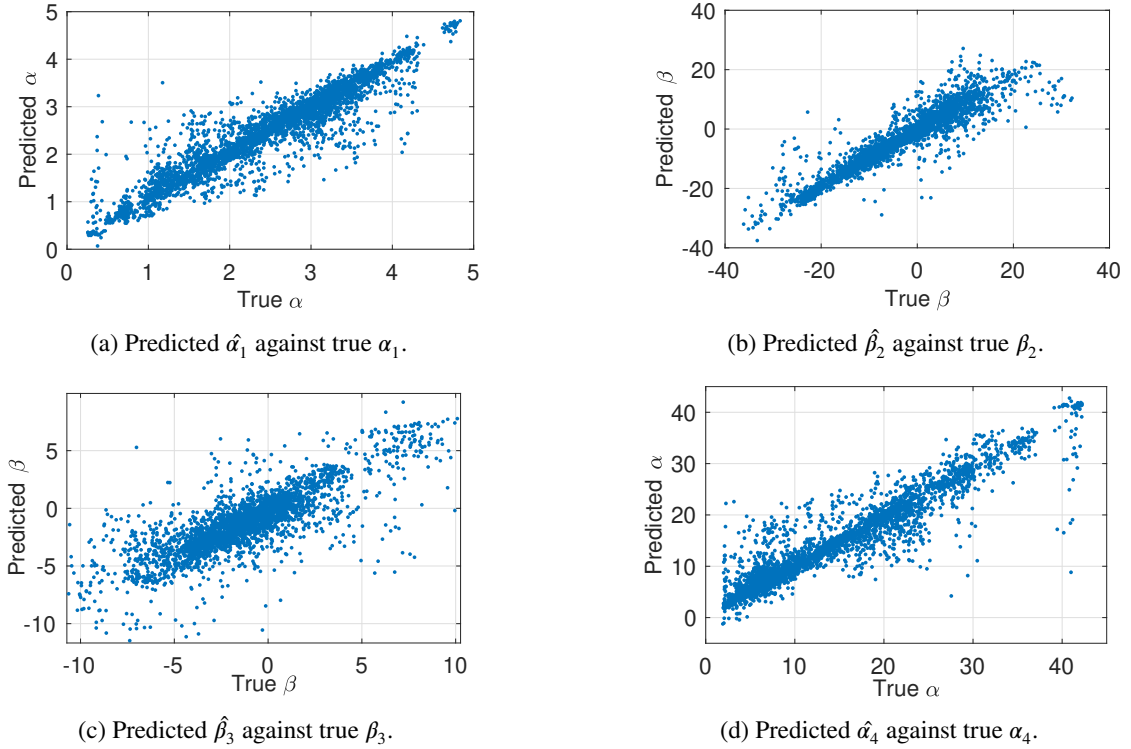 5
4
3
2
1
0
0 1 2 3 4 5
Predicted α
True α
(a) Predicted α̂₁ against true α₁.
40
20
0
-20
-40
-40 -20 0 20 40
Predicted β
True β
(b) Predicted β̂₂ against true β₂.
5
0
-5
-10
-10 -5 0 5 10
Predicted β
True β
(c) Predicted β̂₃ against true β₃.
40
30
20
10
0
0 10 20 30 40
Predicted α
True α
(d) Predicted α̂₄ against true α₄.